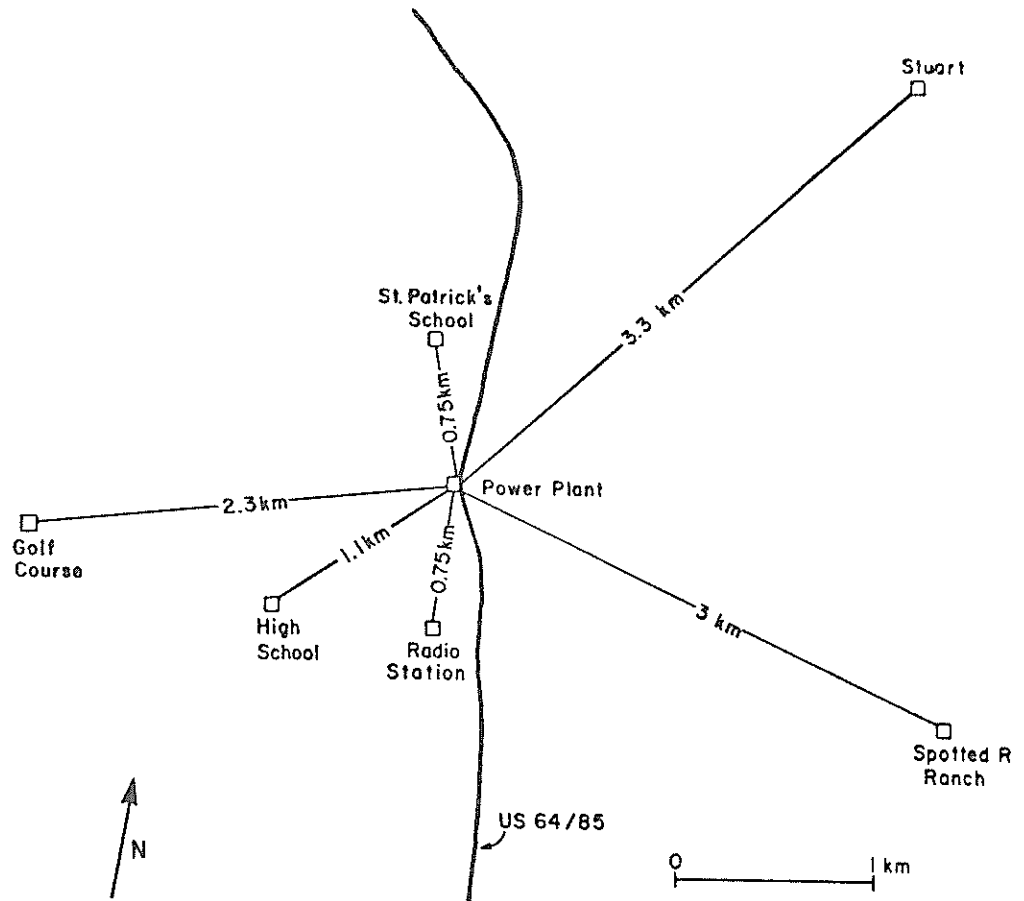 Stuart
St. Patrick's
School
3.3 km
0.75km
Power Plant
2.3km
Golf
Course
1.1km
0.75km
High
School
Radio
Station
3 km
Spotted R
Ranch
US 64/85
N
0 1 km